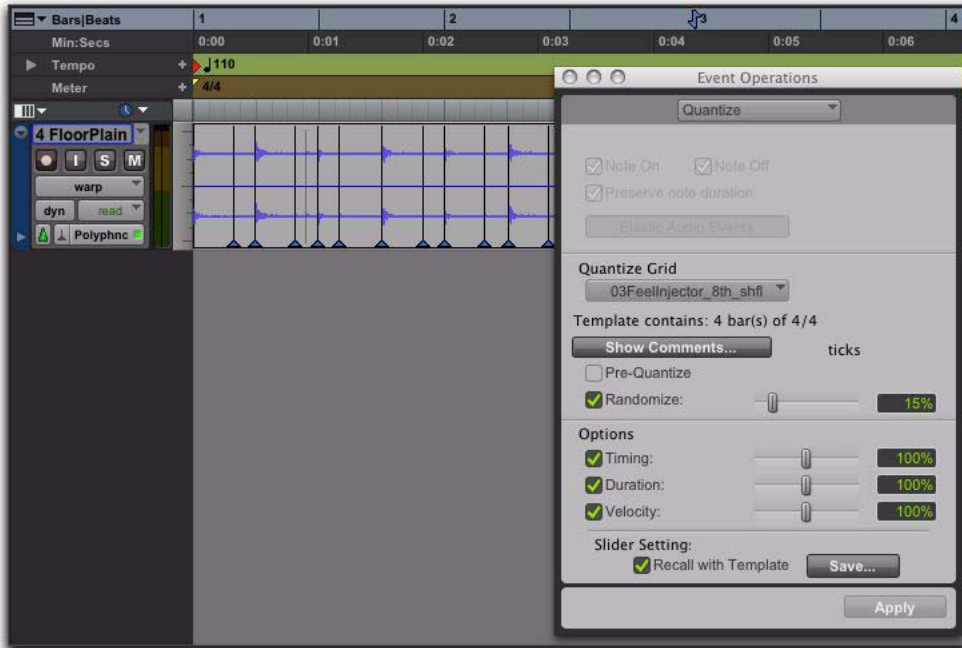 Bars|Beats 1 2 3 4
Min:Secs 0:00 0:01 0:02 0:03 0:04 0:05 0:06
Tempo + 110
Meter + 4/4
4 FloorPlain
I S M
warp
dyn read
Polyphnc
Event Operations
Quantize
Note On Note Off
Preserve note duration
Elastic Audio Events
Quantize Grid
03FeelInjector_8th_shfl
Template contains: 4 bar(s) of 4/4
Show Comments... ticks
Pre-Quantize
Randomize: 15%
Options
Timing: 100%
Duration: 100%
Velocity: 100%
Slider Setting:
Recall with Template Save...
Apply